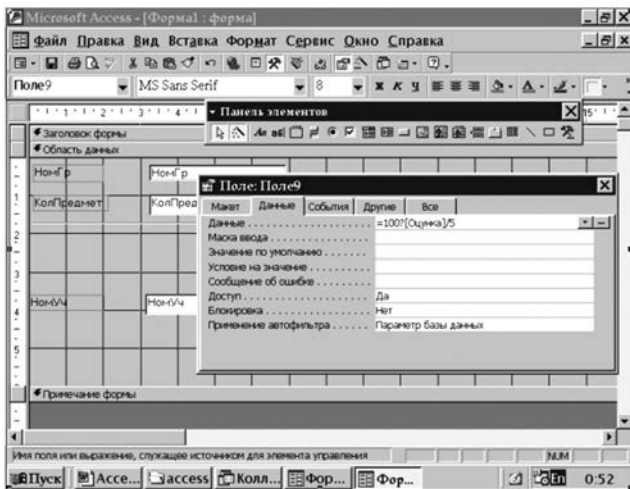 Microsoft Access - [Форма1 : форма]
Файл Правка Вид Вставка Формат Сервис Окно Справка
Поле9 MS Sans Serif 8 Ж К Ч
Панель элементов
Заголовок формы
Область данных
НомГр НомГр
КолПредмет КолПред
НомУч НомУч
Поле: Поле9
Макет Данные События Другие Все
Данные =100?[Оцунка]/5
Маска ввода
Значение по умолчанию
Условие на значение
Сообщение об ошибке
Доступ Да
Блокировка Нет
Применение автофильтра Параметр базы данных
Примечание формы
Имя поля или выражение, служащее источником для элемента управления NUM
Пуск Acce... access Колл... Фор... Фор... En 0:52